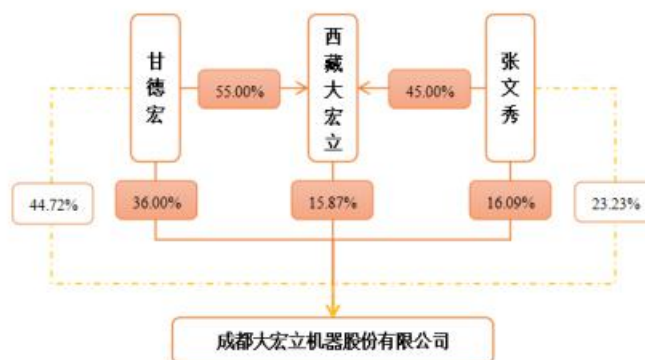 甘德宏
西藏大宏立
张文秀
55.00%
45.00%
44.72%
36.00%
15.87%
16.09%
23.23%
成都大宏立机器股份有限公司